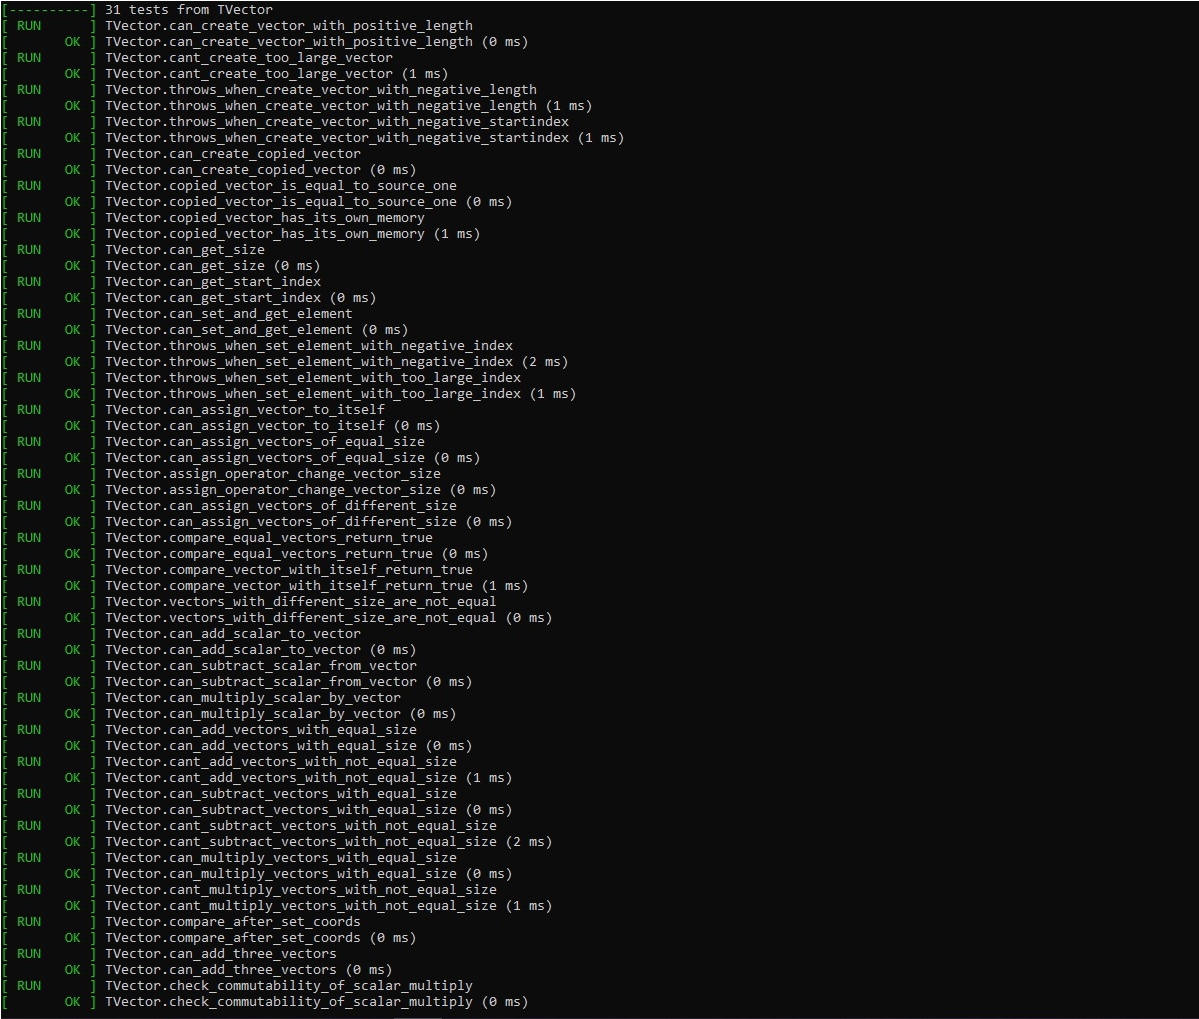 [----------] 31 tests from TVector
[ RUN      ] TVector.can_create_vector_with_positive_length
[       OK ] TVector.can_create_vector_with_positive_length (0 ms)
[ RUN      ] TVector.cant_create_too_large_vector
[       OK ] TVector.cant_create_too_large_vector (1 ms)
[ RUN      ] TVector.throws_when_create_vector_with_negative_length
[       OK ] TVector.throws_when_create_vector_with_negative_length (1 ms)
[ RUN      ] TVector.throws_when_create_vector_with_negative_startindex
[       OK ] TVector.throws_when_create_vector_with_negative_startindex (1 ms)
[ RUN      ] TVector.can_create_copied_vector
[       OK ] TVector.can_create_copied_vector (0 ms)
[ RUN      ] TVector.copied_vector_is_equal_to_source_one
[       OK ] TVector.copied_vector_is_equal_to_source_one (0 ms)
[ RUN      ] TVector.copied_vector_has_its_own_memory
[       OK ] TVector.copied_vector_has_its_own_memory (1 ms)
[ RUN      ] TVector.can_get_size
[       OK ] TVector.can_get_size (0 ms)
[ RUN      ] TVector.can_get_start_index
[       OK ] TVector.can_get_start_index (0 ms)
[ RUN      ] TVector.can_set_and_get_element
[       OK ] TVector.can_set_and_get_element (0 ms)
[ RUN      ] TVector.throws_when_set_element_with_negative_index
[       OK ] TVector.throws_when_set_element_with_negative_index (2 ms)
[ RUN      ] TVector.throws_when_set_element_with_too_large_index
[       OK ] TVector.throws_when_set_element_with_too_large_index (1 ms)
[ RUN      ] TVector.can_assign_vector_to_itself
[       OK ] TVector.can_assign_vector_to_itself (0 ms)
[ RUN      ] TVector.can_assign_vectors_of_equal_size
[       OK ] TVector.can_assign_vectors_of_equal_size (0 ms)
[ RUN      ] TVector.assign_operator_change_vector_size
[       OK ] TVector.assign_operator_change_vector_size (0 ms)
[ RUN      ] TVector.can_assign_vectors_of_different_size
[       OK ] TVector.can_assign_vectors_of_different_size (0 ms)
[ RUN      ] TVector.compare_equal_vectors_return_true
[       OK ] TVector.compare_equal_vectors_return_true (0 ms)
[ RUN      ] TVector.compare_vector_with_itself_return_true
[       OK ] TVector.compare_vector_with_itself_return_true (1 ms)
[ RUN      ] TVector.vectors_with_different_size_are_not_equal
[       OK ] TVector.vectors_with_different_size_are_not_equal (0 ms)
[ RUN      ] TVector.can_add_scalar_to_vector
[       OK ] TVector.can_add_scalar_to_vector (0 ms)
[ RUN      ] TVector.can_subtract_scalar_from_vector
[       OK ] TVector.can_subtract_scalar_from_vector (0 ms)
[ RUN      ] TVector.can_multiply_scalar_by_vector
[       OK ] TVector.can_multiply_scalar_by_vector (0 ms)
[ RUN      ] TVector.can_add_vectors_with_equal_size
[       OK ] TVector.can_add_vectors_with_equal_size (0 ms)
[ RUN      ] TVector.cant_add_vectors_with_not_equal_size
[       OK ] TVector.cant_add_vectors_with_not_equal_size (1 ms)
[ RUN      ] TVector.can_subtract_vectors_with_equal_size
[       OK ] TVector.can_subtract_vectors_with_equal_size (0 ms)
[ RUN      ] TVector.cant_subtract_vectors_with_not_equal_size
[       OK ] TVector.cant_subtract_vectors_with_not_equal_size (2 ms)
[ RUN      ] TVector.can_multiply_vectors_with_equal_size
[       OK ] TVector.can_multiply_vectors_with_equal_size (0 ms)
[ RUN      ] TVector.cant_multiply_vectors_with_not_equal_size
[       OK ] TVector.cant_multiply_vectors_with_not_equal_size (1 ms)
[ RUN      ] TVector.compare_after_set_coords
[       OK ] TVector.compare_after_set_coords (0 ms)
[ RUN      ] TVector.can_add_three_vectors
[       OK ] TVector.can_add_three_vectors (0 ms)
[ RUN      ] TVector.check_commutability_of_scalar_multiply
[       OK ] TVector.check_commutability_of_scalar_multiply (0 ms)